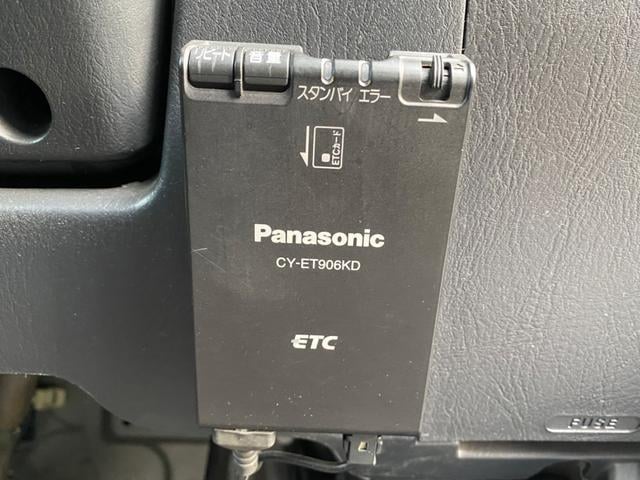 リピート 音量
スタンバイ エラー
ETCカード
Panasonic
CY-ET906KD
ETC
FUSE